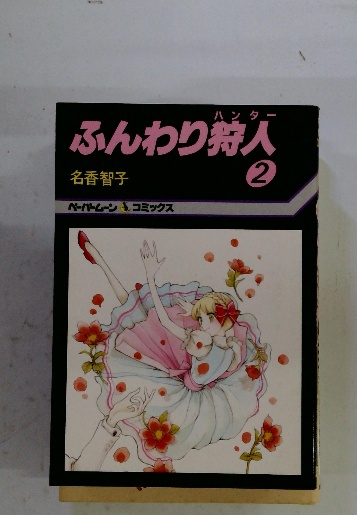 ハンター
ふんわり狩人
②
名香智子
ペーパームーン コミックス